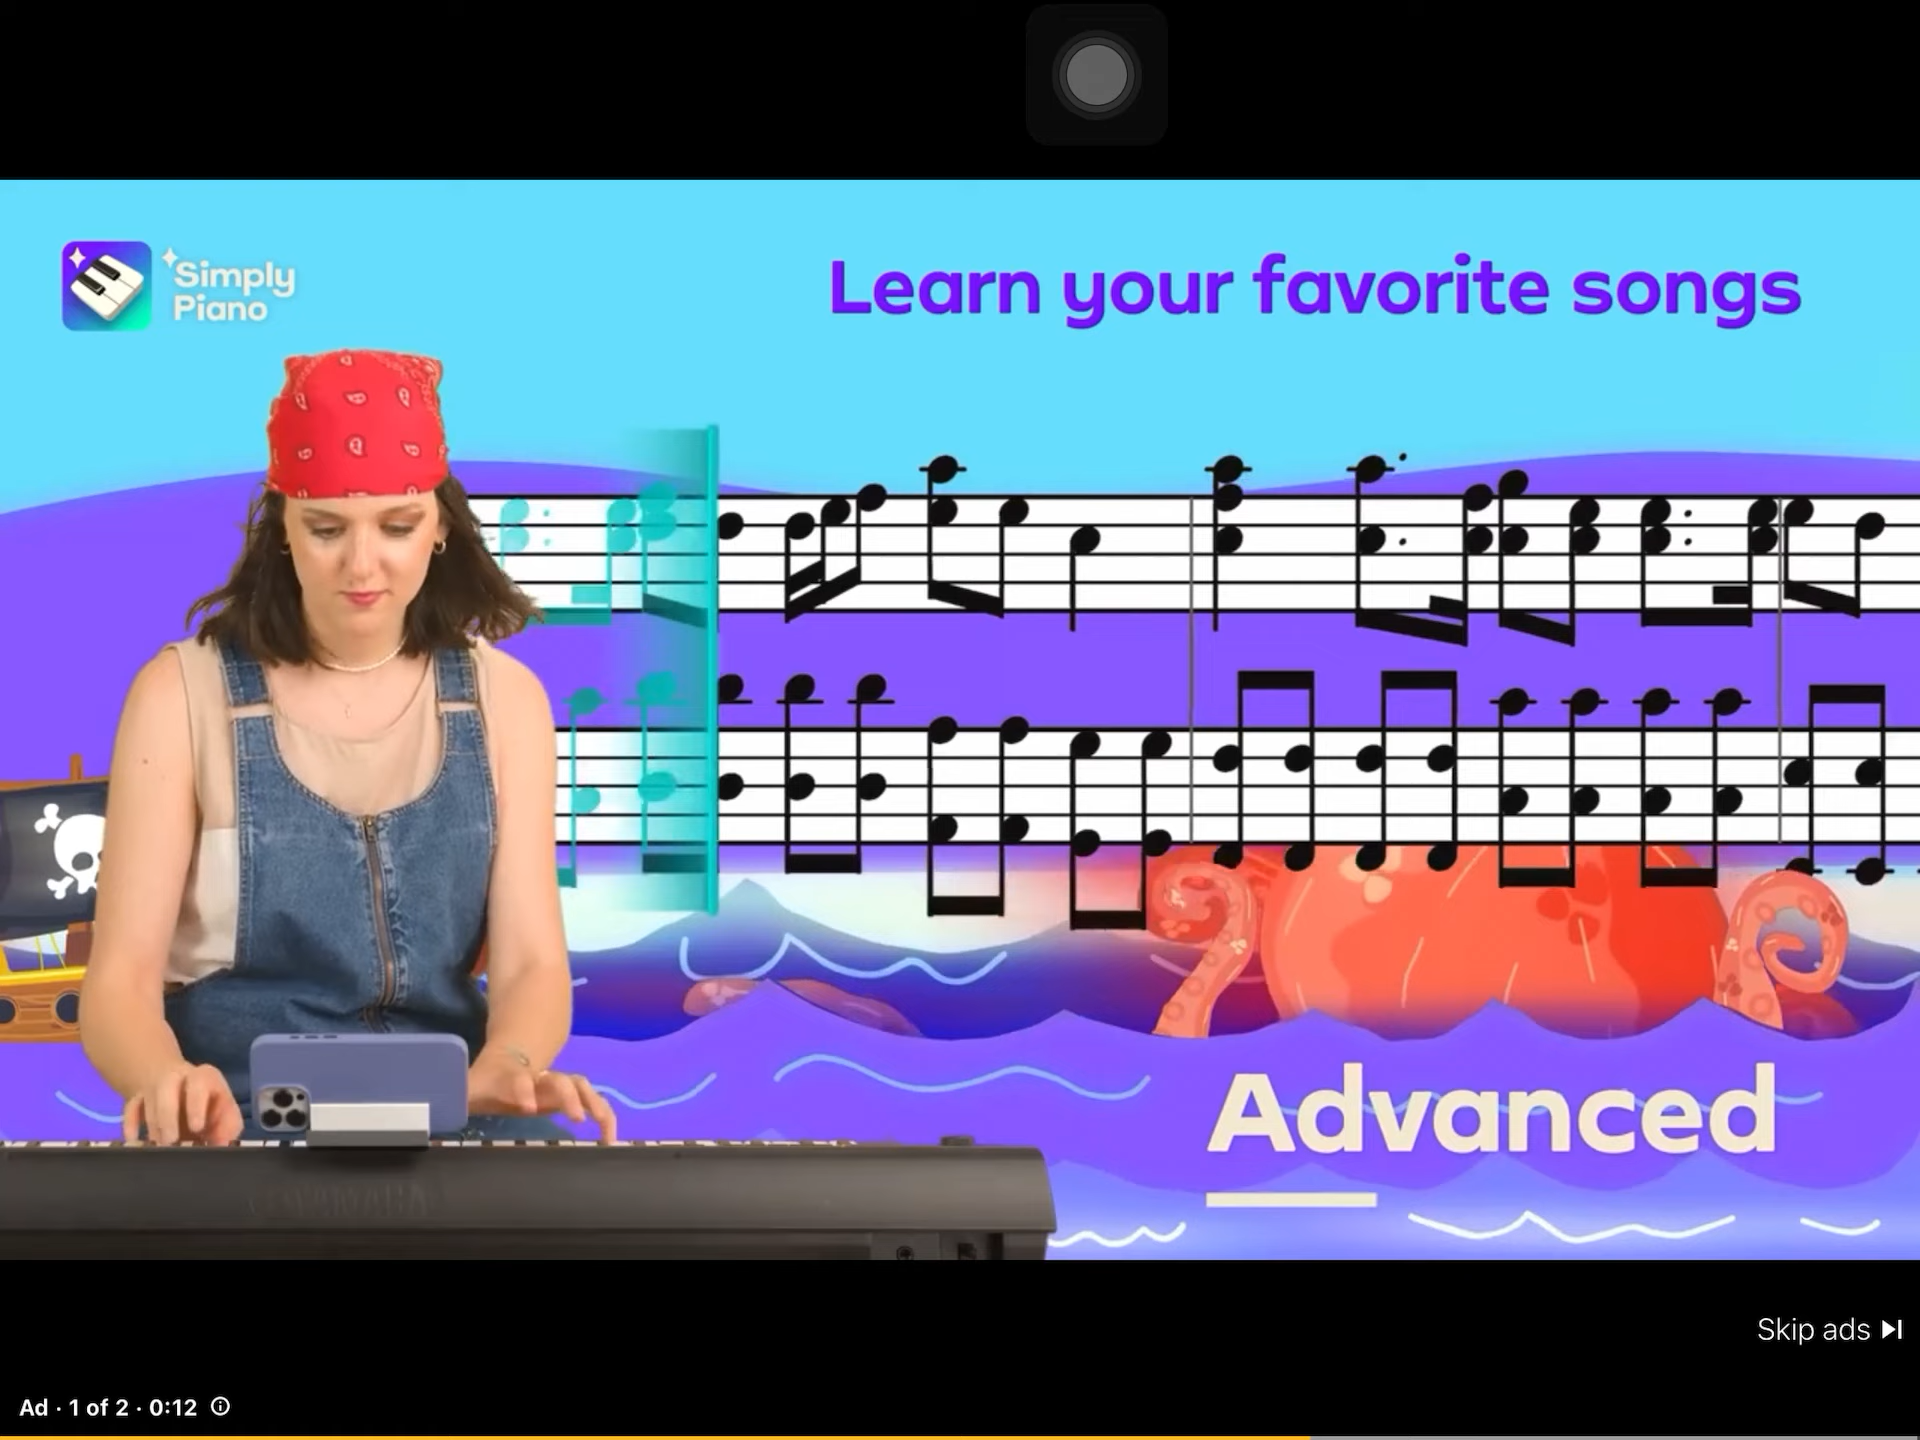 Simply
Piano
Learn your favorite songs
Advanced
Skip ads
Ad · 1 of 2 · 0:12